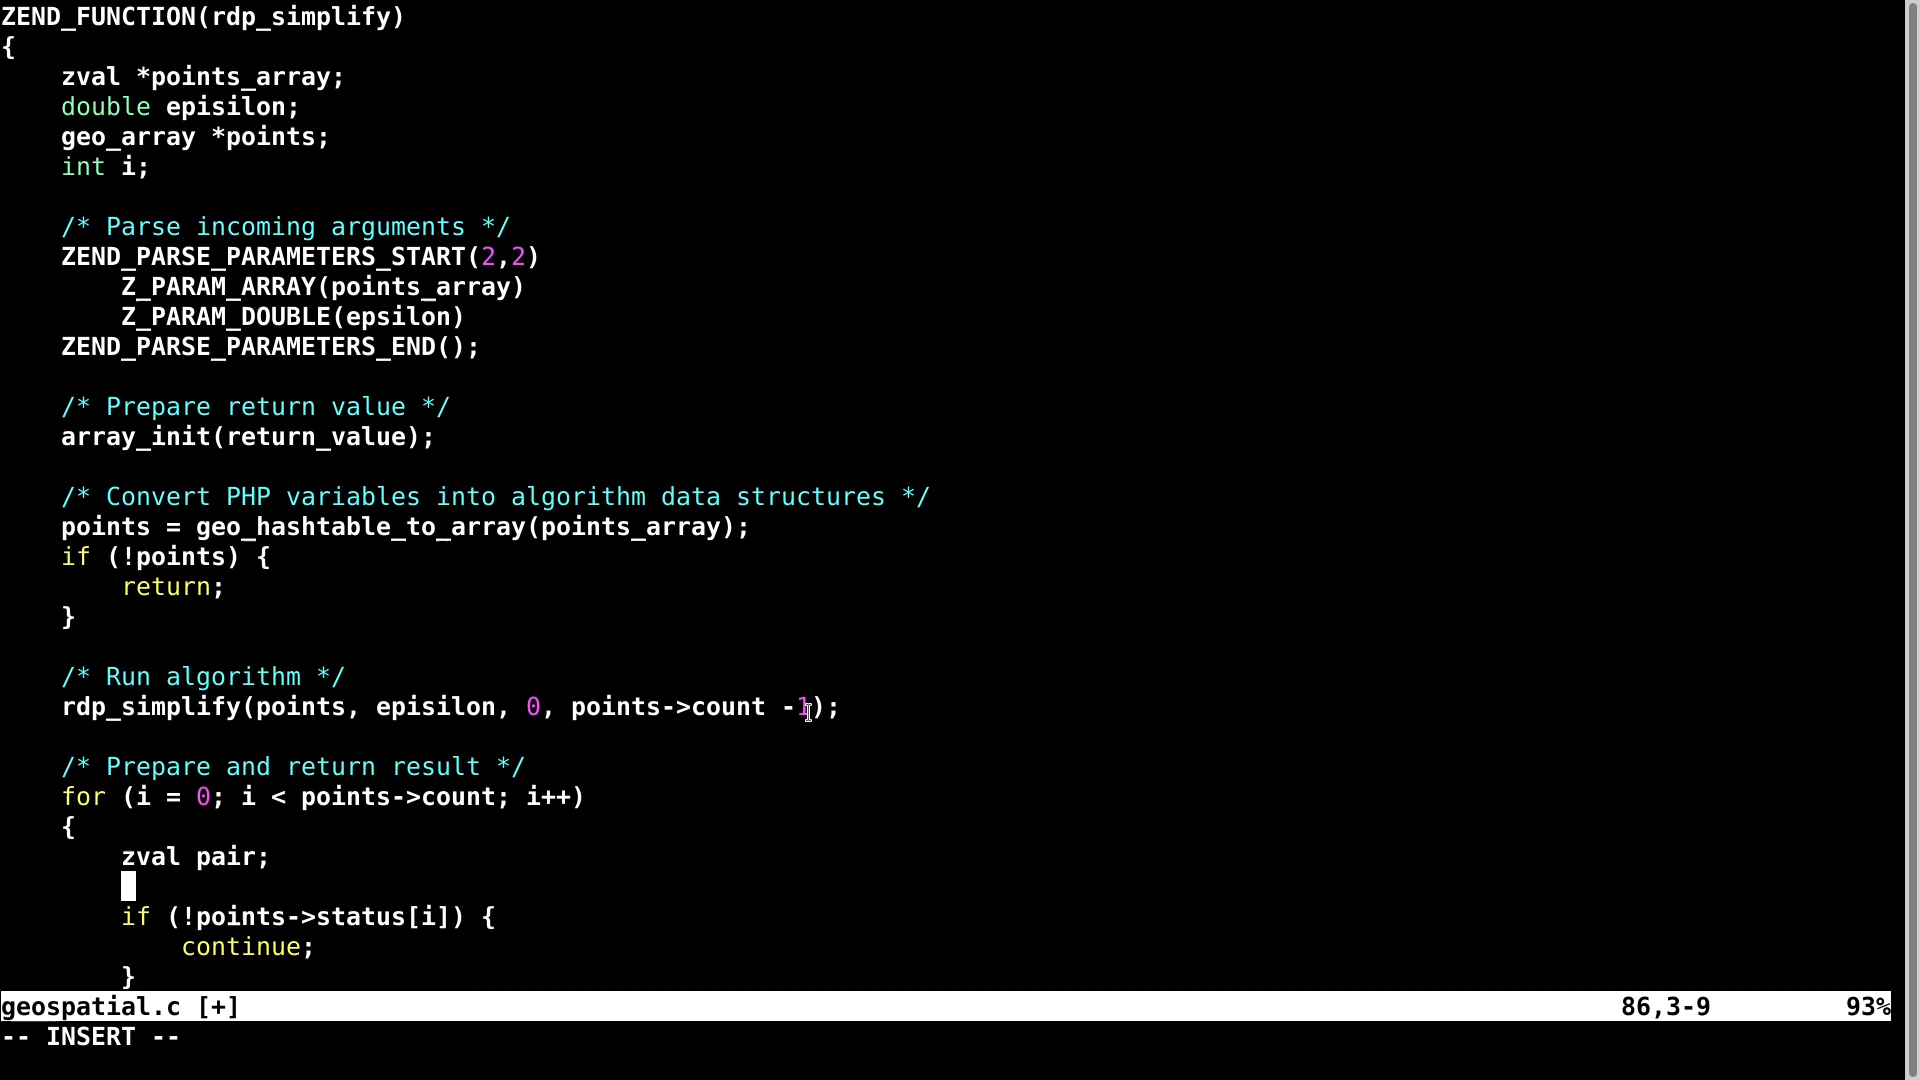 ZEND_FUNCTION(rdp_simplify)
{
    zval *points_array;
    double episilon;
    geo_array *points;
    int i;

    /* Parse incoming arguments */
    ZEND_PARSE_PARAMETERS_START(2,2)
        Z_PARAM_ARRAY(points_array)
        Z_PARAM_DOUBLE(epsilon)
    ZEND_PARSE_PARAMETERS_END();

    /* Prepare return value */
    array_init(return_value);

    /* Convert PHP variables into algorithm data structures */
    points = geo_hashtable_to_array(points_array);
    if (!points) {
        return;
    }

    /* Run algorithm */
    rdp_simplify(points, episilon, 0, points->count -1);

    /* Prepare and return result */
    for (i = 0; i < points->count; i++)
    {
        zval pair;

        if (!points->status[i]) {
            continue;
        }
geospatial.c [+] 86,3-9 93%
-- INSERT --